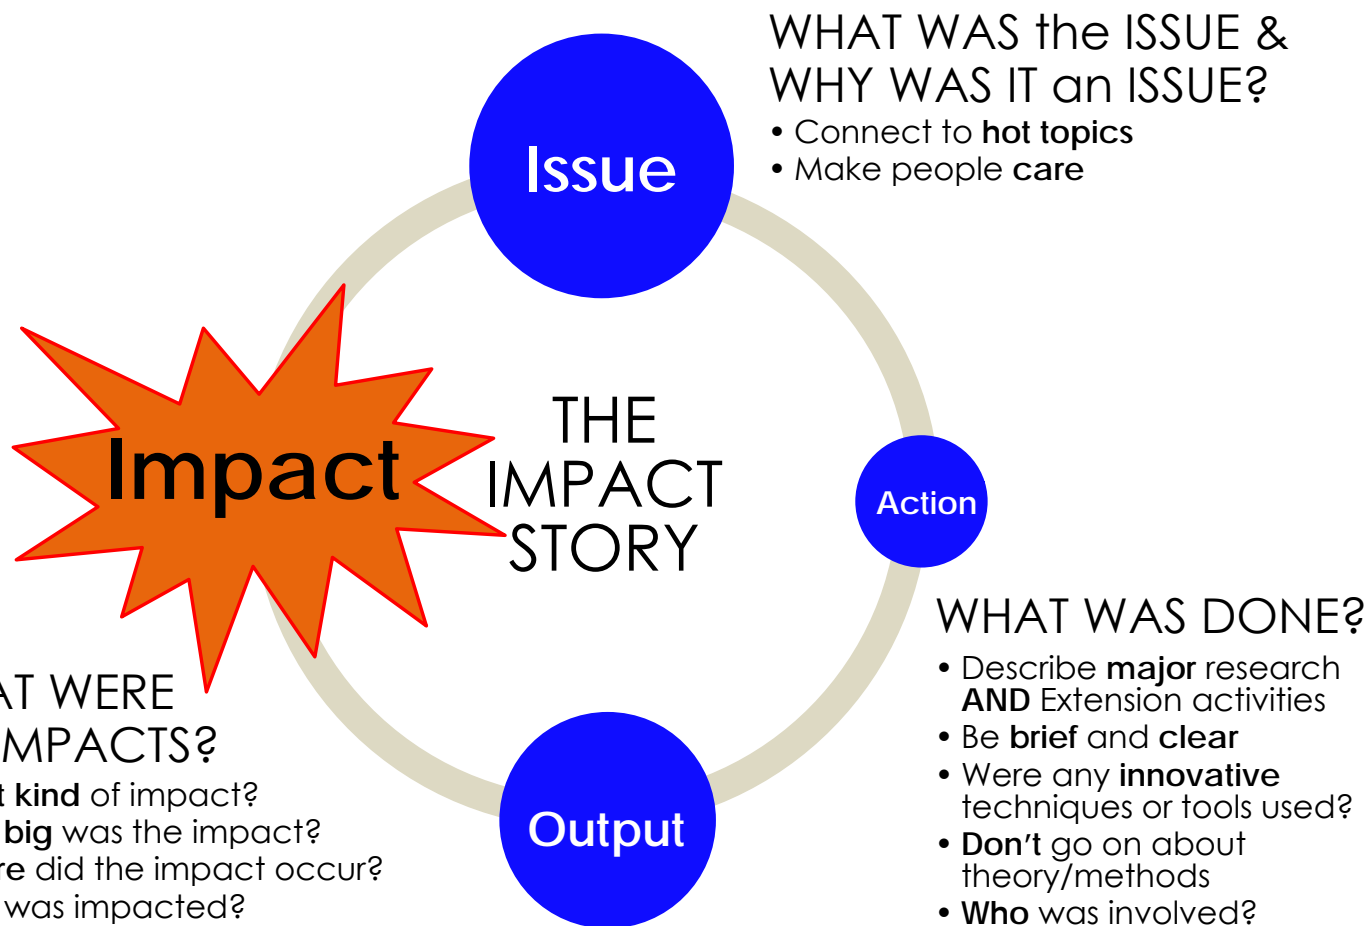 WHAT WAS the ISSUE &
WHY WAS IT an ISSUE?
• Connect to hot topics
• Make people care
Issue
Impact
THE
IMPACT
STORY
Action
WHAT WAS DONE?
• Describe major research
AND Extension activities
• Be brief and clear
• Were any innovative
techniques or tools used?
• Don't go on about
theory/methods
• Who was involved?
Output
WERE
IMPACTS?
kind of impact?
big was the impact?
did the impact occur?
was impacted?